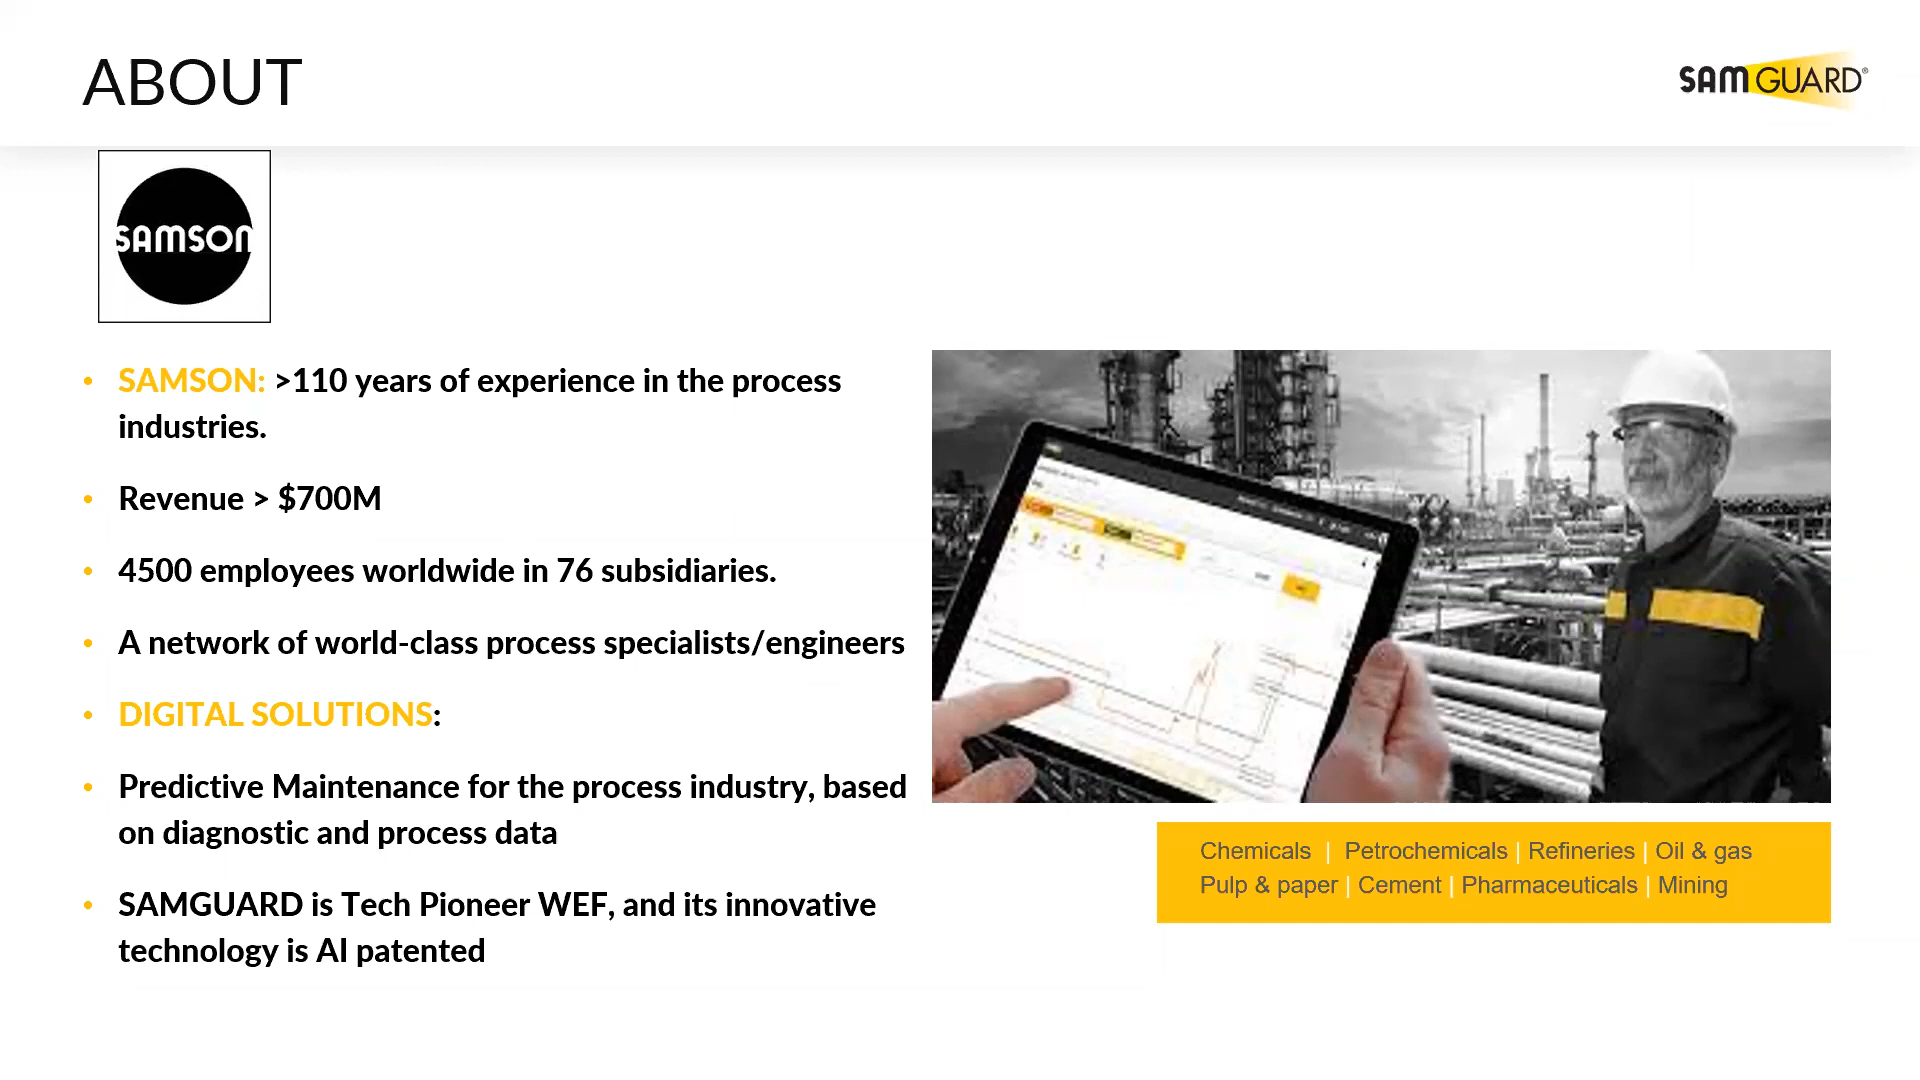 ABOUT
SAMGUARD®
SAMSON
• SAMSON: >110 years of experience in the process
industries.
• Revenue > $700M
• 4500 employees worldwide in 76 subsidiaries.
• A network of world-class process specialists/engineers
• DIGITAL SOLUTIONS:
• Predictive Maintenance for the process industry, based
on diagnostic and process data
• SAMGUARD is Tech Pioneer WEF, and its innovative
technology is AI patented
Chemicals | Petrochemicals | Refineries | Oil & gas
Pulp & paper | Cement | Pharmaceuticals | Mining